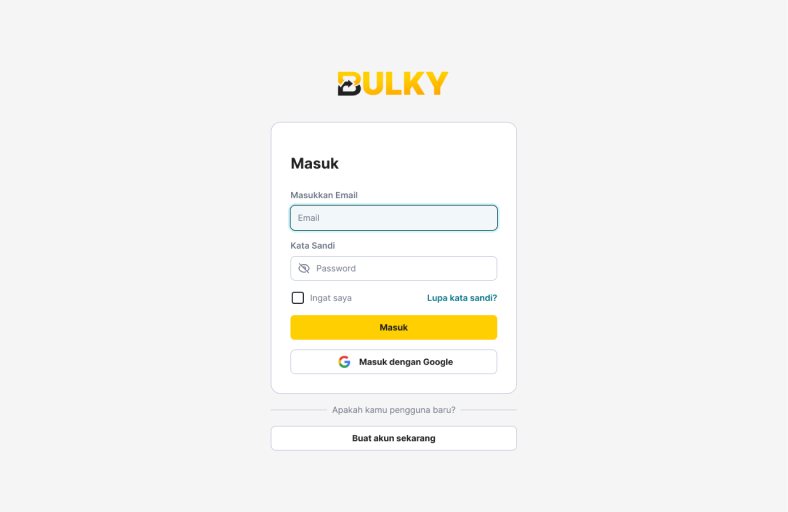 BULKY
Masuk
Masukkan Email
Email
Kata Sandi
Password
Ingat saya
Lupa kata sandi?
Masuk
Masuk dengan Google
Apakah kamu pengguna baru?
Buat akun sekarang